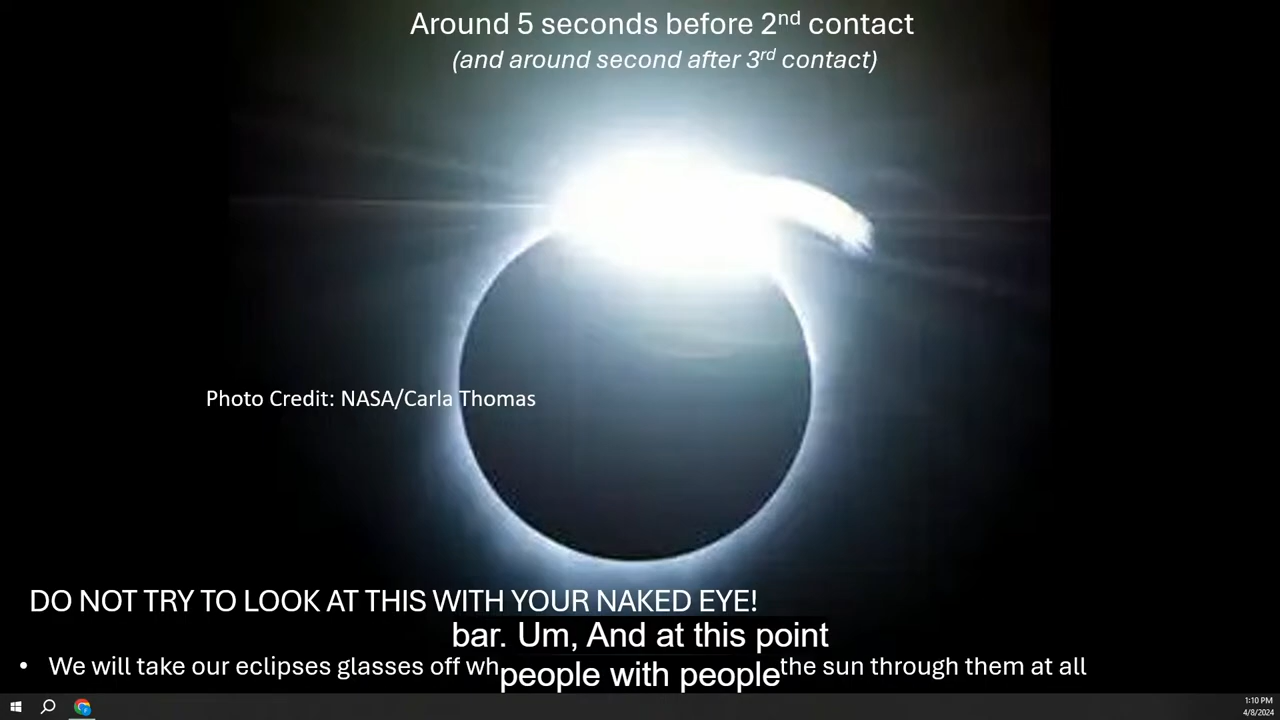 Around 5 seconds before 2nd contact
(and around second after 3rd contact)
Photo Credit: NASA/Carla Thomas
DO NOT TRY TO LOOK AT THIS WITH YOUR NAKED EYE!
bar. Um, And at this point
• We will take our eclipses glasses off wh
people with people
the sun through them at all
1:10 PM
4/8/2024